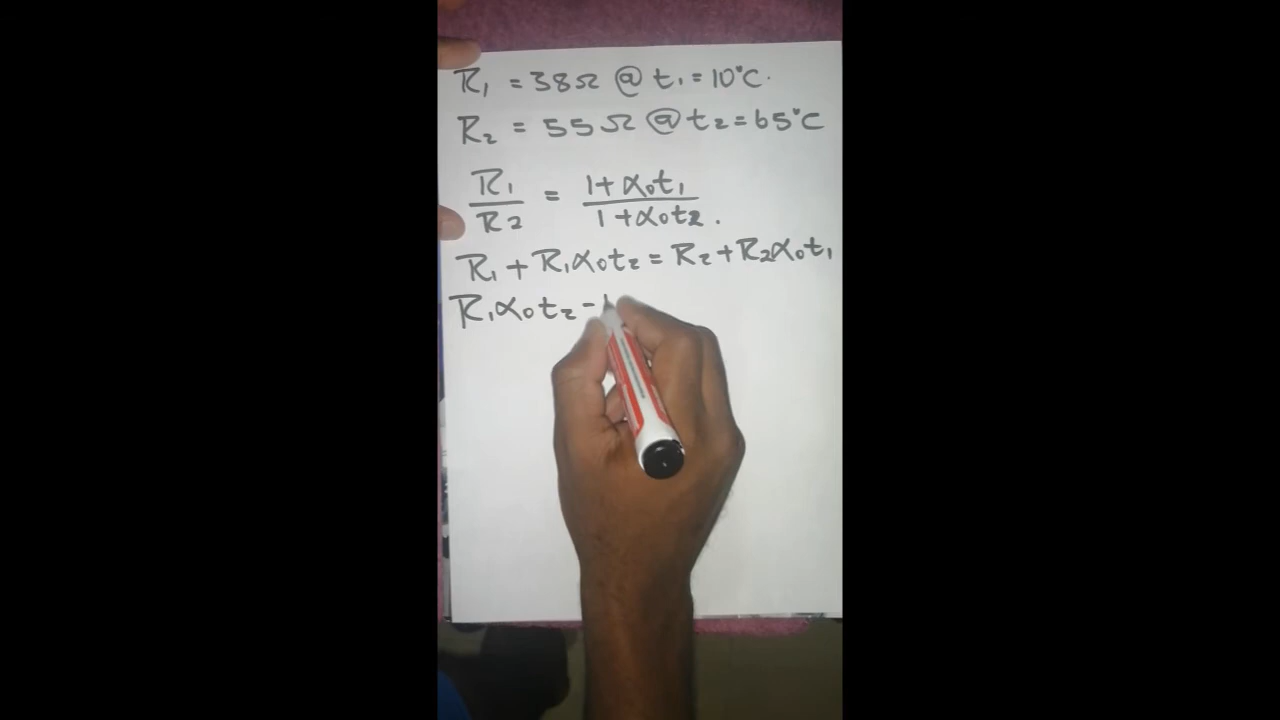 R₁ = 38Ω @ t₁ = 10°C.
R₂ = 55Ω @ t₂ = 65°C
R₁/R₂ = 1+α₀t₁/1+α₀t₂.
R₁ + R₁α₀t₂ = R₂ + R₂α₀t₁
R₁α₀t₂ -